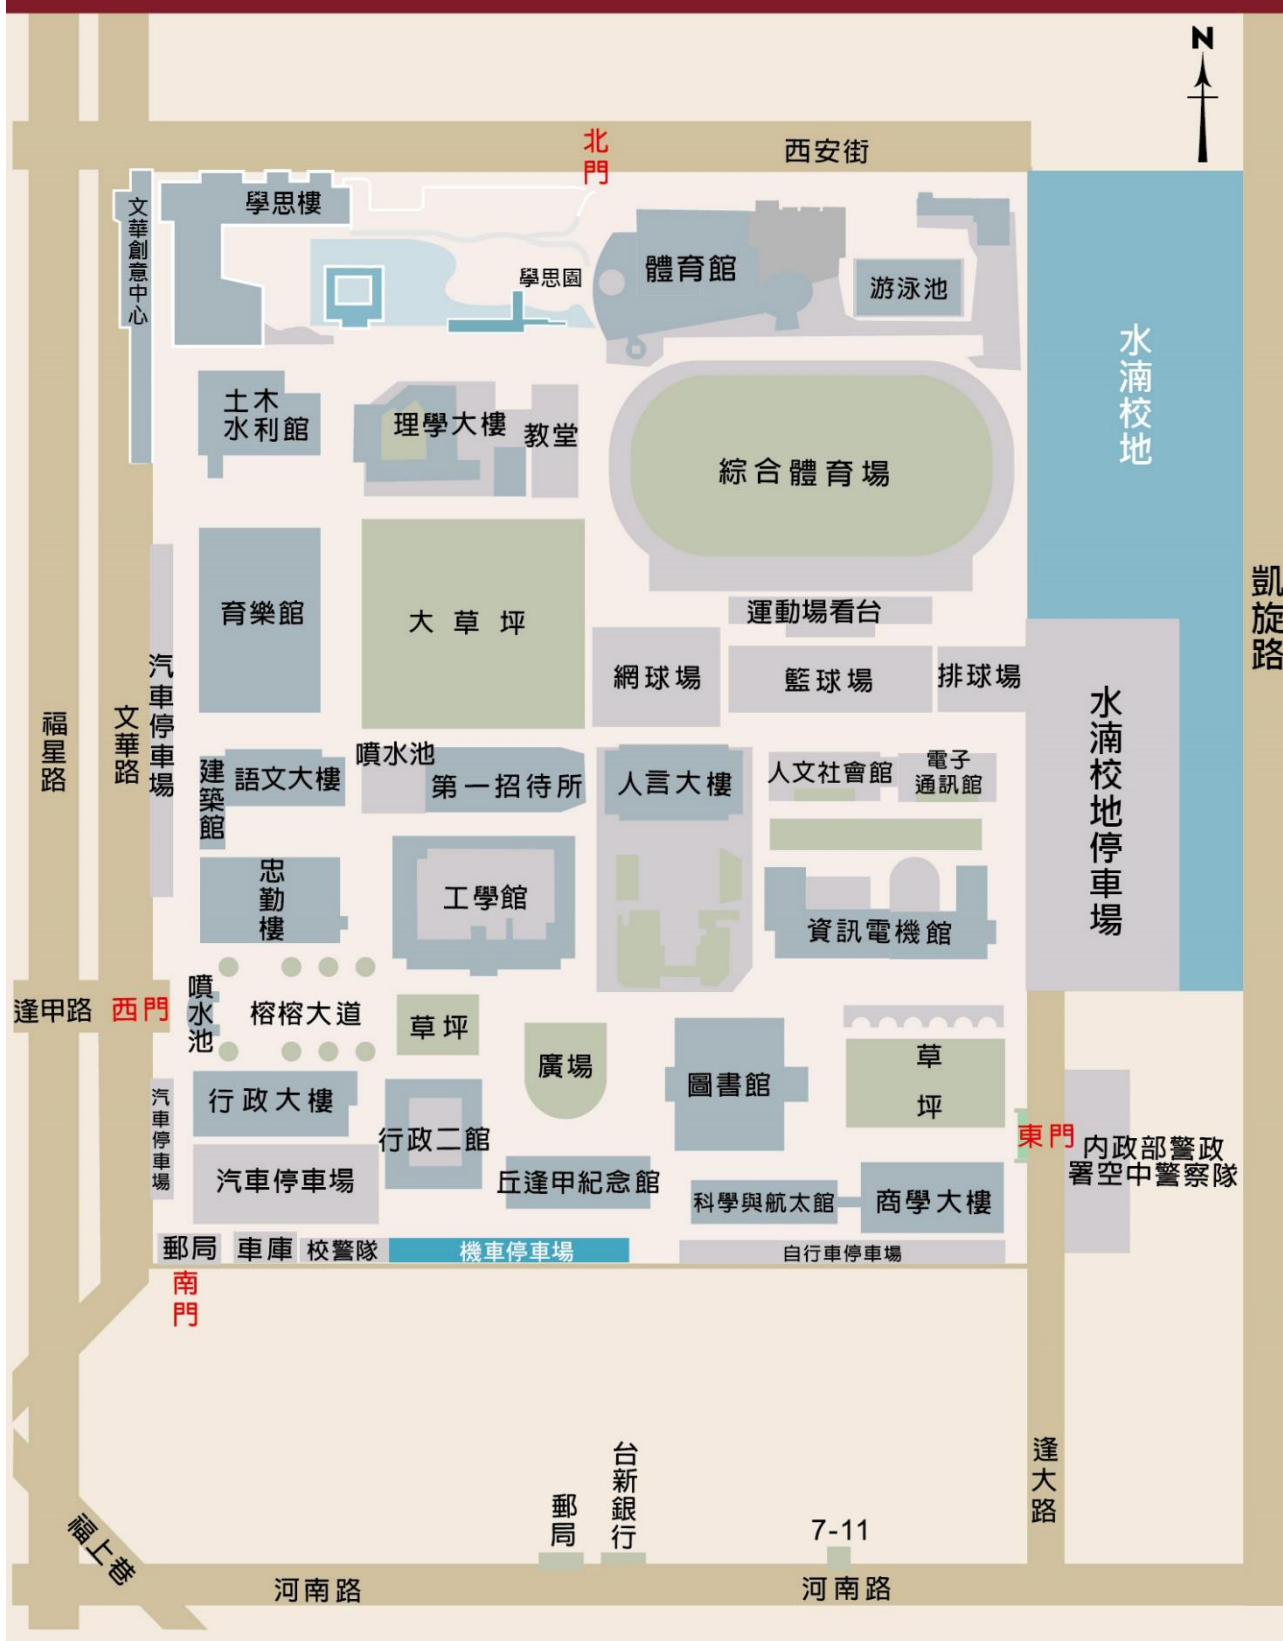 N
北門
西安街
學思樓
文華創意中心
學思園
體育館
游泳池
水湳校地
土木
水利館
理學大樓
教堂
綜合體育場
凱旋路
育樂館
大草坪
運動場看台
網球場
籃球場
排球場
汽車停車場
福星路
文華路
水湳校地停車場
建築館
語文大樓
噴水池
第一招待所
人言大樓
人文社會館
電子
通訊館
忠勤樓
工學館
資訊電機館
逢甲路
西門
噴水池
榕榕大道
草坪
廣場
圖書館
草坪
汽車停車場
行政大樓
行政二館
東門
內政部警政
署空中警察隊
汽車停車場
丘逢甲紀念館
科學與航太館
商學大樓
郵局
車庫
校警隊
機車停車場
自行車停車場
南門
逢大路
郵局
台新銀行
7-11
福上巷
河南路
河南路